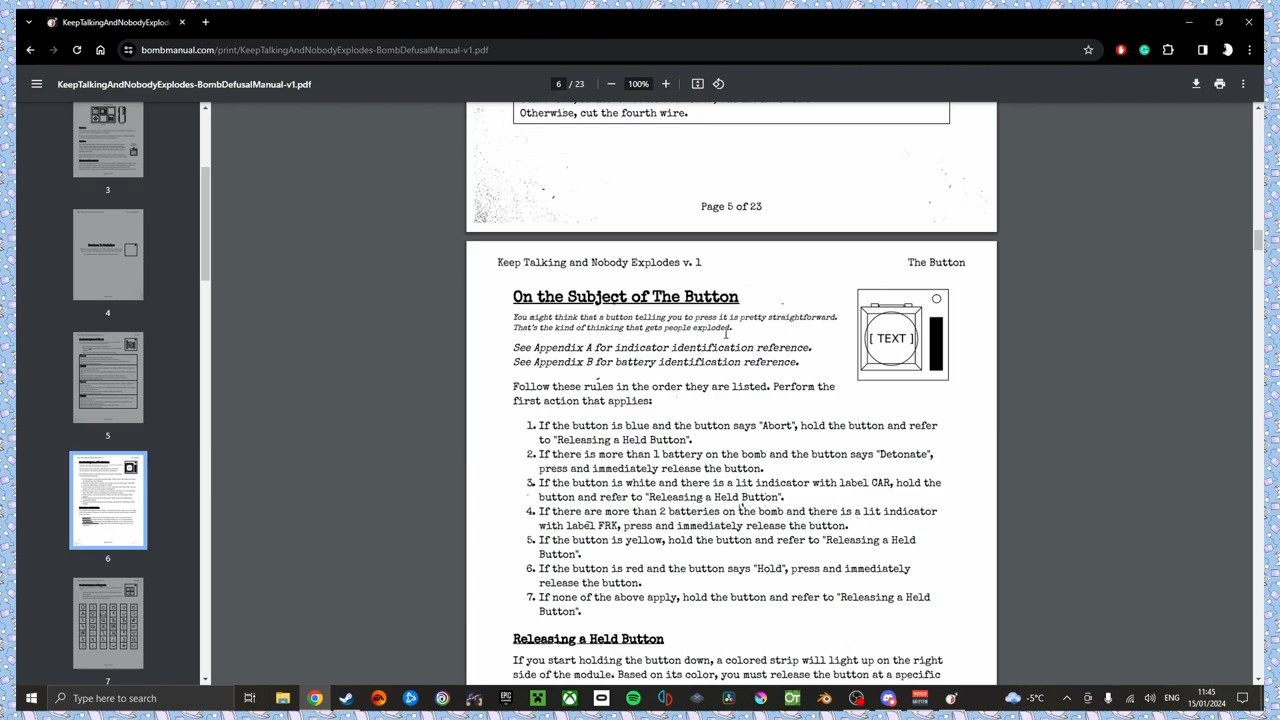 KeepTalkingAndNobodyExplod
bombmanual.com/print/KeepTalkingAndNobodyExplodes-BombDefusalManual-v1.pdf
KeepTalkingAndNobodyExplodes-BombDefusalManual-v1.pdf
6 / 23
100%
3
4
5
6
7
Otherwise, cut the fourth wire.
Page 5 of 23
Keep Talking and Nobody Explodes v. 1
The Button
On the Subject of The Button
You might think that a button telling you to press it is pretty straightforward.
That's the kind of thinking that gets people exploded.
See Appendix A for indicator identification reference.
See Appendix B for battery identification reference.
[ TEXT ]
Follow these rules in the order they are listed. Perform the
first action that applies:
1. If the button is blue and the button says "Abort", hold the button and refer
to "Releasing a Held Button".
2. If there is more than 1 battery on the bomb and the button says "Detonate",
press and immediately release the button.
3. If the button is white and there is a lit indicator with label CAR, hold the
button and refer to "Releasing a Held Button".
4. If there are more than 2 batteries on the bomb and there is a lit indicator
with label FRK, press and immediately release the button.
5. If the button is yellow, hold the button and refer to "Releasing a Held
Button".
6. If the button is red and the button says "Hold", press and immediately
release the button.
7. If none of the above apply, hold the button and refer to "Releasing a Held
Button".
Releasing a Held Button
If you start holding the button down, a colored strip will light up on the right
side of the module. Based on its color, you must release the button at a specific
Type here to search
-5°C
ENG
11:45
15/01/2024